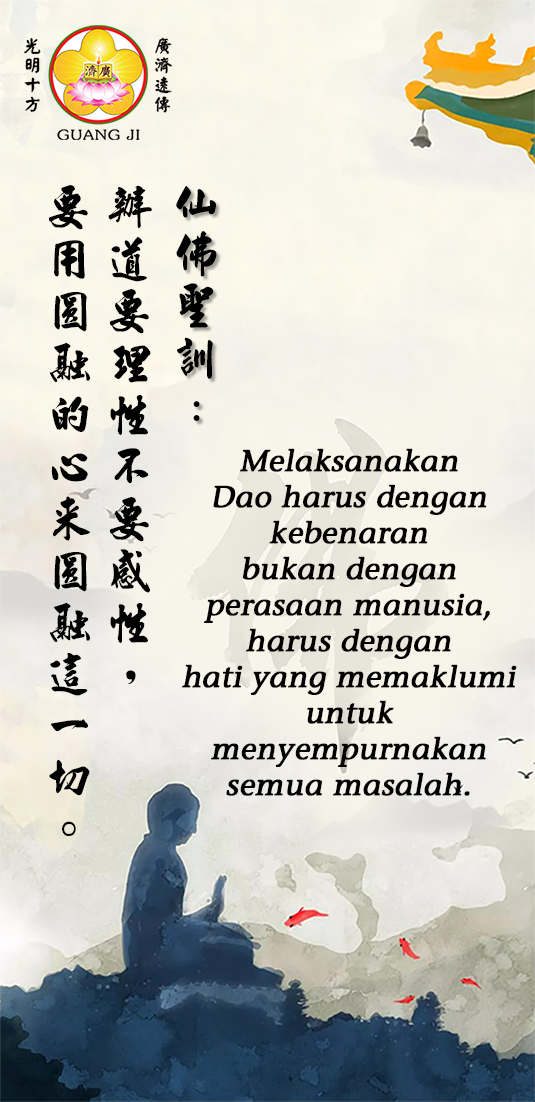 光明十方
廣濟遠傳
廣濟
GUANG JI
仙佛聖訓：
辦道要理性不要感性，
要用圓融的心来圓融這一切。
佛
Melaksanakan
Dao harus dengan
kebenaran
bukan dengan
perasaan manusia,
harus dengan
hati yang memaklumi
untuk
menyempurnakan
semua masalah.